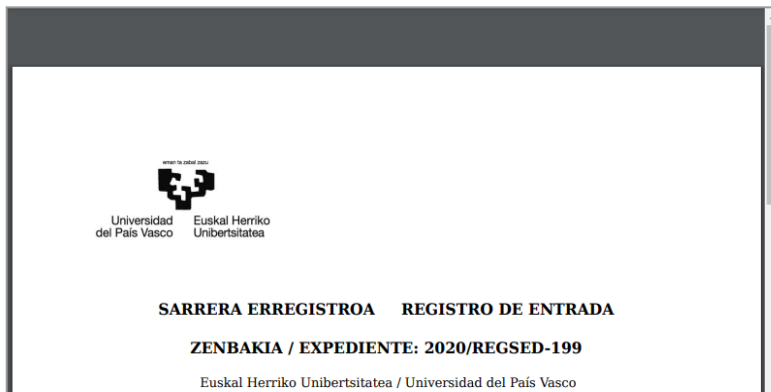 eman ta zabal zazu
Universidad del País Vasco
Euskal Herriko Unibertsitatea
SARRERA ERREGISTROA REGISTRO DE ENTRADA
ZENBAKIA / EXPEDIENTE: 2020/REGSED-199
Euskal Herriko Unibertsitatea / Universidad del País Vasco